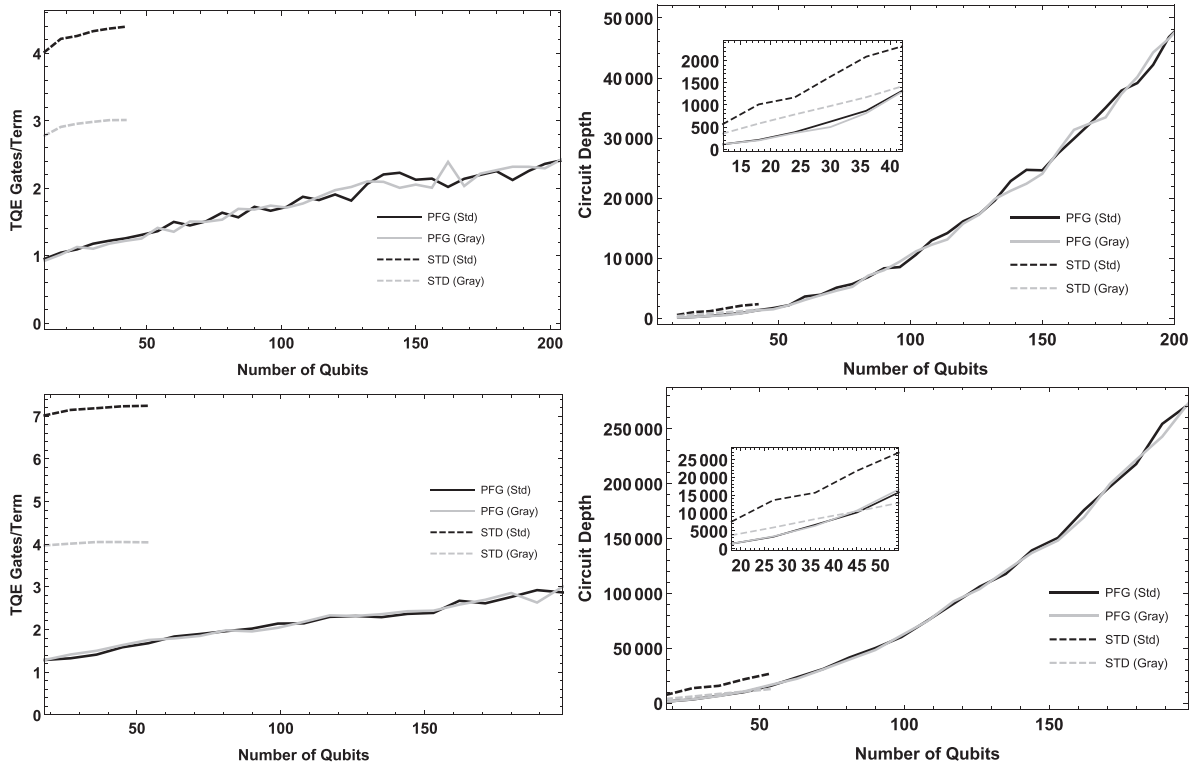 4
3
2
1
0
TQE Gates/Term
50
100
150
200
Number of Qubits
PFG (Std)
PFG (Gray)
STD (Std)
STD (Gray)
50 000
40 000
30 000
20 000
10 000
0
Circuit Depth
2000
1500
1000
500
0
15 20 25 30 35 40
PFG (Std)
PFG (Gray)
STD (Std)
STD (Gray)
50 100 150 200
Number of Qubits
7
6
5
4
3
2
1
0
TQE Gates/Term
PFG (Std)
PFG (Gray)
STD (Std)
STD (Gray)
50 100 150
Number of Qubits
250 000
200 000
150 000
100 000
50 000
0
Circuit Depth
25 000
20 000
15 000
10 000
5000
0
20 25 30 35 40 45 50
PFG (Std)
PFG (Gray)
STD (Std)
STD (Gray)
50 100 150
Number of Qubits